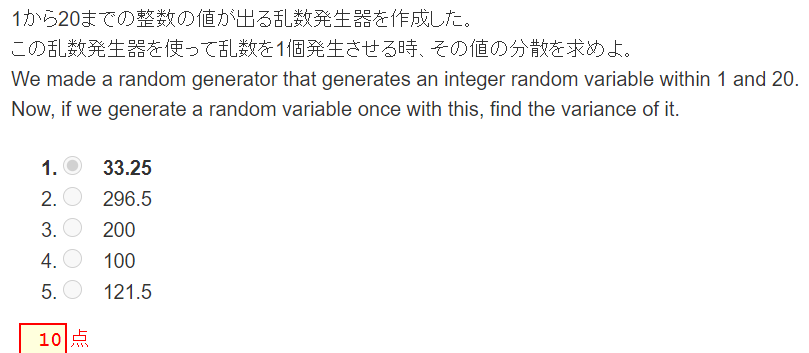 1から20までの整数の値が出る乱数発生器を作成した。
この乱数発生器を使って乱数を1個発生させる時、その値の分散を求めよ。
We made a random generator that generates an integer random variable within 1 and 20.
Now, if we generate a random variable once with this, find the variance of it.
1. 33.25
2. 296.5
3. 200
4. 100
5. 121.5
10 点